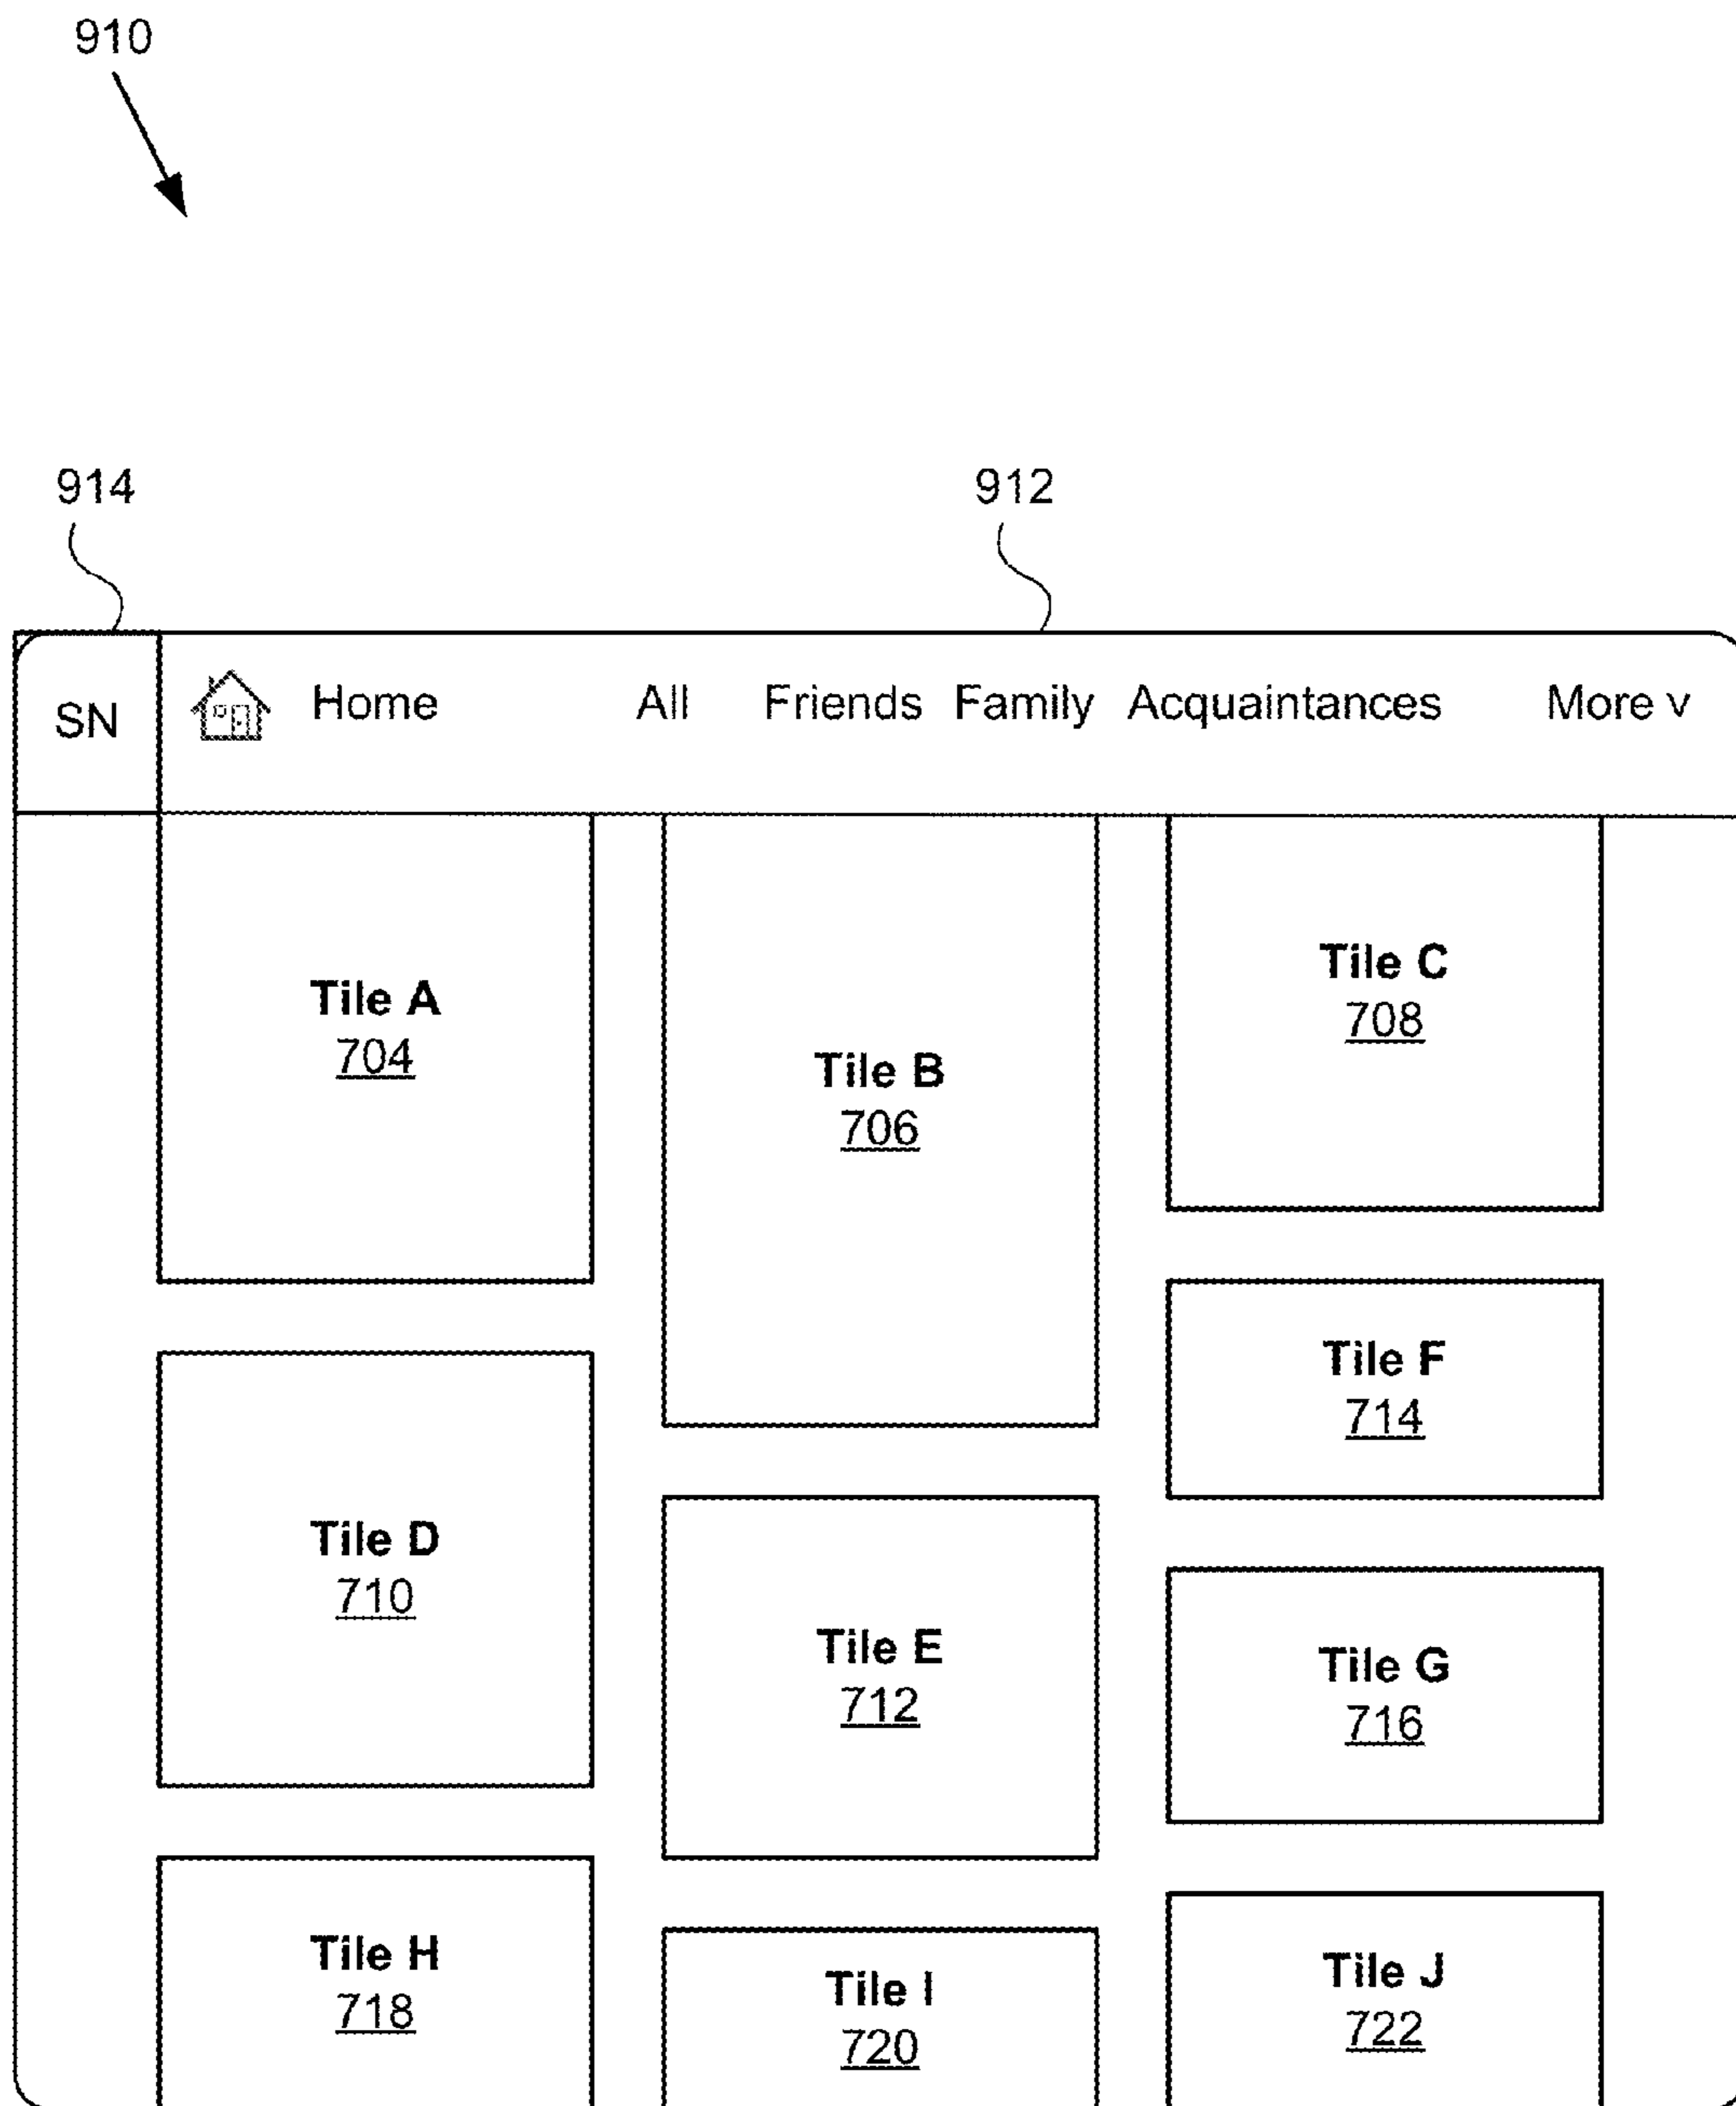 910
914
912
SN Home All Friends Family Acquaintances More v
Tile A
704
Tile B
706
Tile C
708
Tile D
710
Tile E
712
Tile F
714
Tile G
716
Tile H
718
Tile I
720
Tile J
722